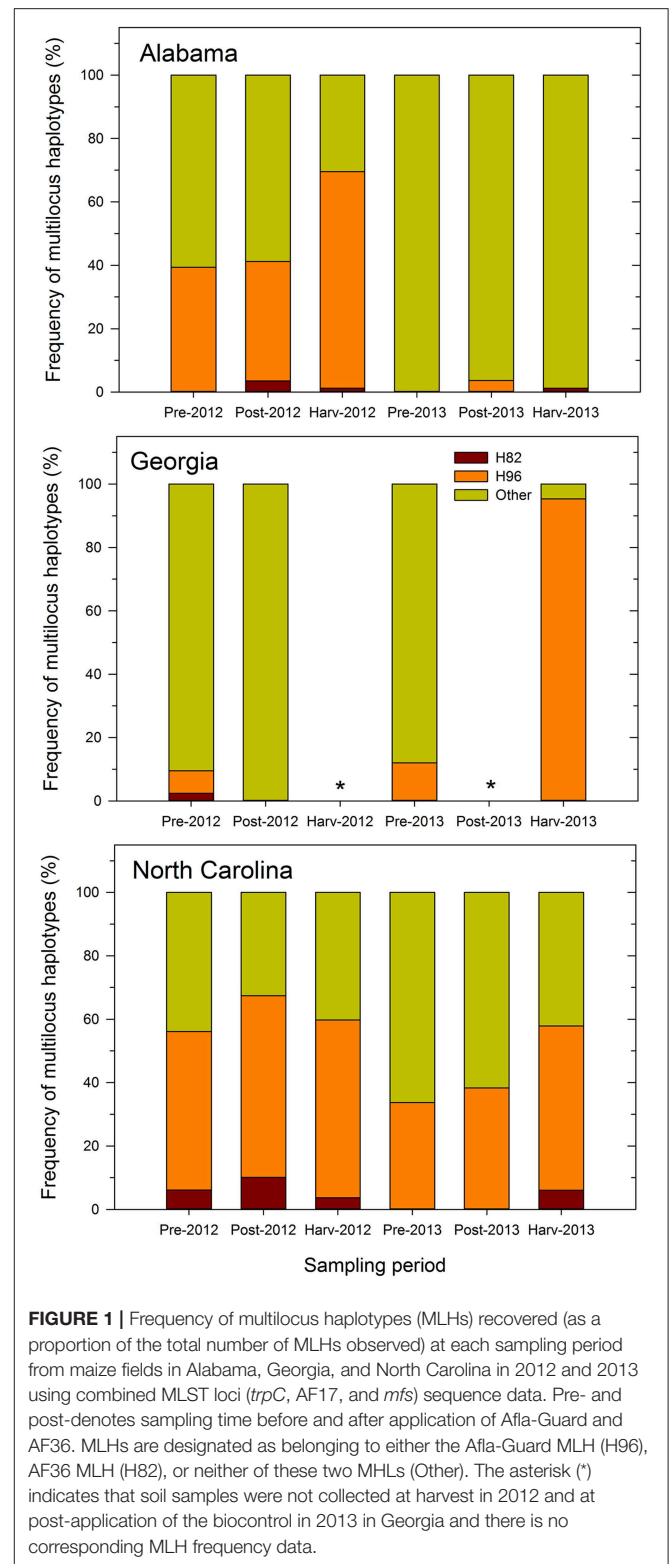 Alabama
Frequency of multilocus haplotypes (%)
100
80
60
40
20
0
Pre-2012 Post-2012 Harv-2012 Pre-2013 Post-2013 Harv-2013
Georgia
H82
H96
Other
Frequency of multilocus haplotypes (%)
100
80
60
40
20
0
* *
Pre-2012 Post-2012 Harv-2012 Pre-2013 Post-2013 Harv-2013
North Carolina
Frequency of multilocus haplotypes (%)
100
80
60
40
20
0
Pre-2012 Post-2012 Harv-2012 Pre-2013 Post-2013 Harv-2013
Sampling period
FIGURE 1 | Frequency of multilocus haplotypes (MLHs) recovered (as a
proportion of the total number of MLHs observed) at each sampling period
from maize fields in Alabama, Georgia, and North Carolina in 2012 and 2013
using combined MLST loci (trpC, AF17, and mfs) sequence data. Pre- and
post-denotes sampling time before and after application of Afla-Guard and
AF36. MLHs are designated as belonging to either the Afla-Guard MLH (H96),
AF36 MLH (H82), or neither of these two MHLs (Other). The asterisk (*)
indicates that soil samples were not collected at harvest in 2012 and at
post-application of the biocontrol in 2013 in Georgia and there is no
corresponding MLH frequency data.